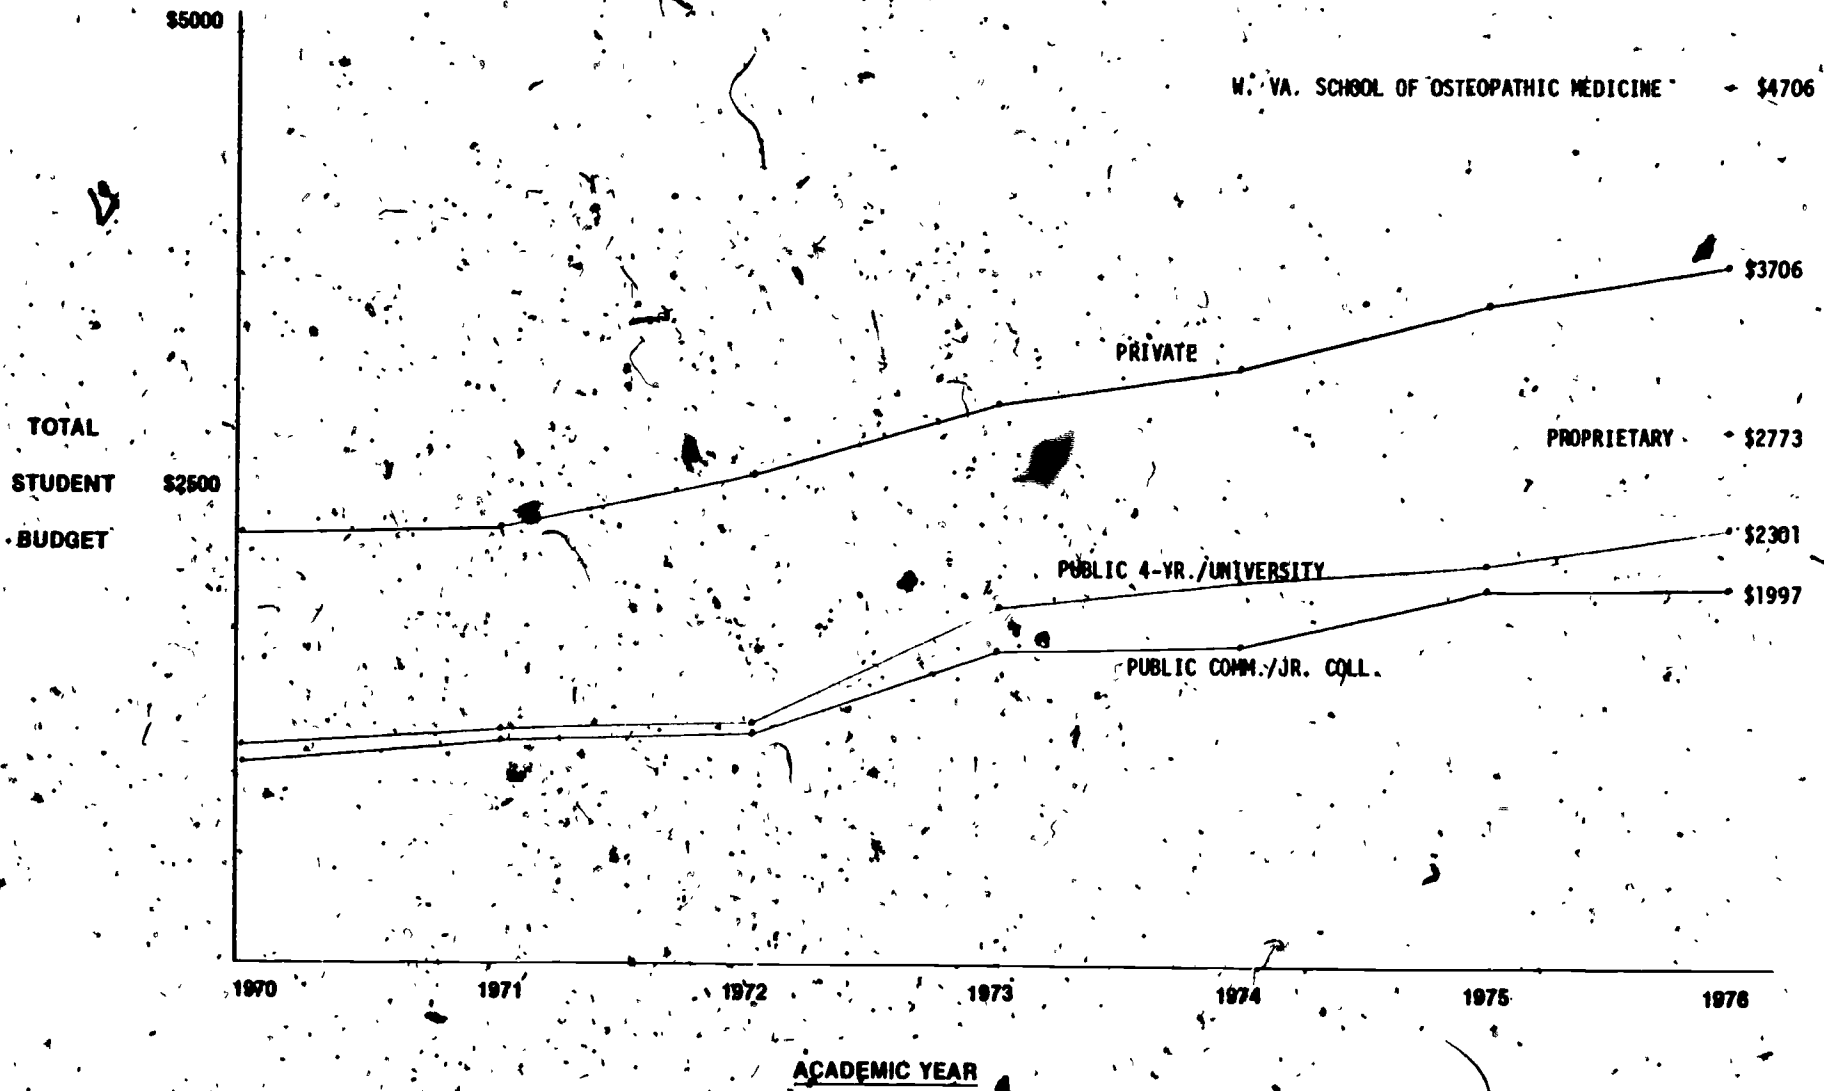 $5000
W. VA. SCHOOL OF OSTEOPATHIC MEDICINE $4706
$3706
PRIVATE
TOTAL
STUDENT
BUDGET
PROPRIETARY $2773
$2500
$2301
PUBLIC 4-YR./UNIVERSITY
$1997
PUBLIC COMM./JR. COLL.
1970 1971 1972 1973 1974 1975 1976
ACADEMIC YEAR